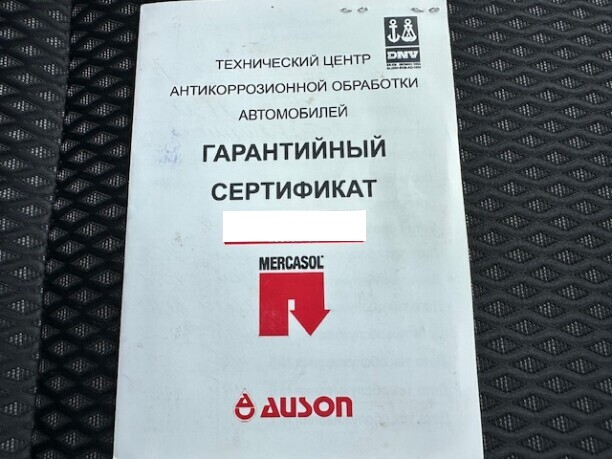 DNV
ТЕХНИЧЕСКИЙ ЦЕНТР
АНТИКОРРОЗИОННОЙ ОБРАБОТКИ
АВТОМОБИЛЕЙ
ГАРАНТИЙНЫЙ
СЕРТИФИКАТ
MERCASOL
AUSON